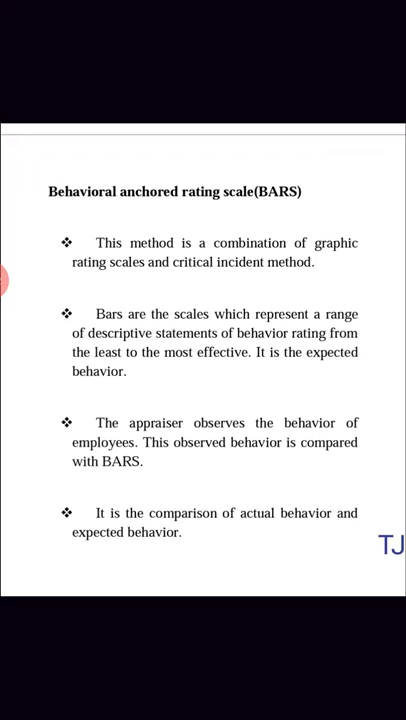 Behavioral anchored rating scale(BARS)
❖ This method is a combination of graphic
rating scales and critical incident method.
❖ Bars are the scales which represent a range
of descriptive statements of behavior rating from
the least to the most effective. It is the expected
behavior.
❖ The appraiser observes the behavior of
employees. This observed behavior is compared
with BARS.
❖ It is the comparison of actual behavior and
expected behavior.
TJ